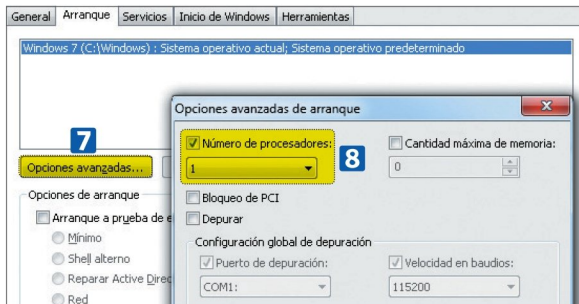 General Arranque Servicios Inicio de Windows Herramientas
Windows 7 (C:\Windows) : Sistema operativo actual; Sistema operativo predeterminado
Opciones avanzadas de arranque
X
7
Número de procesadores:
Cantidad máxima de memoria:
8
Opciones avanzadas...
1
0
Opciones de arranque
Bloqueo de PCI
Arranque a prueba de e
Depurar
Mínimo
Configuración global de depuración
Shell alterno
Puerto de depuración:
Velocidad en baudios:
Reparar Active Direc
COM1:
115200
Red